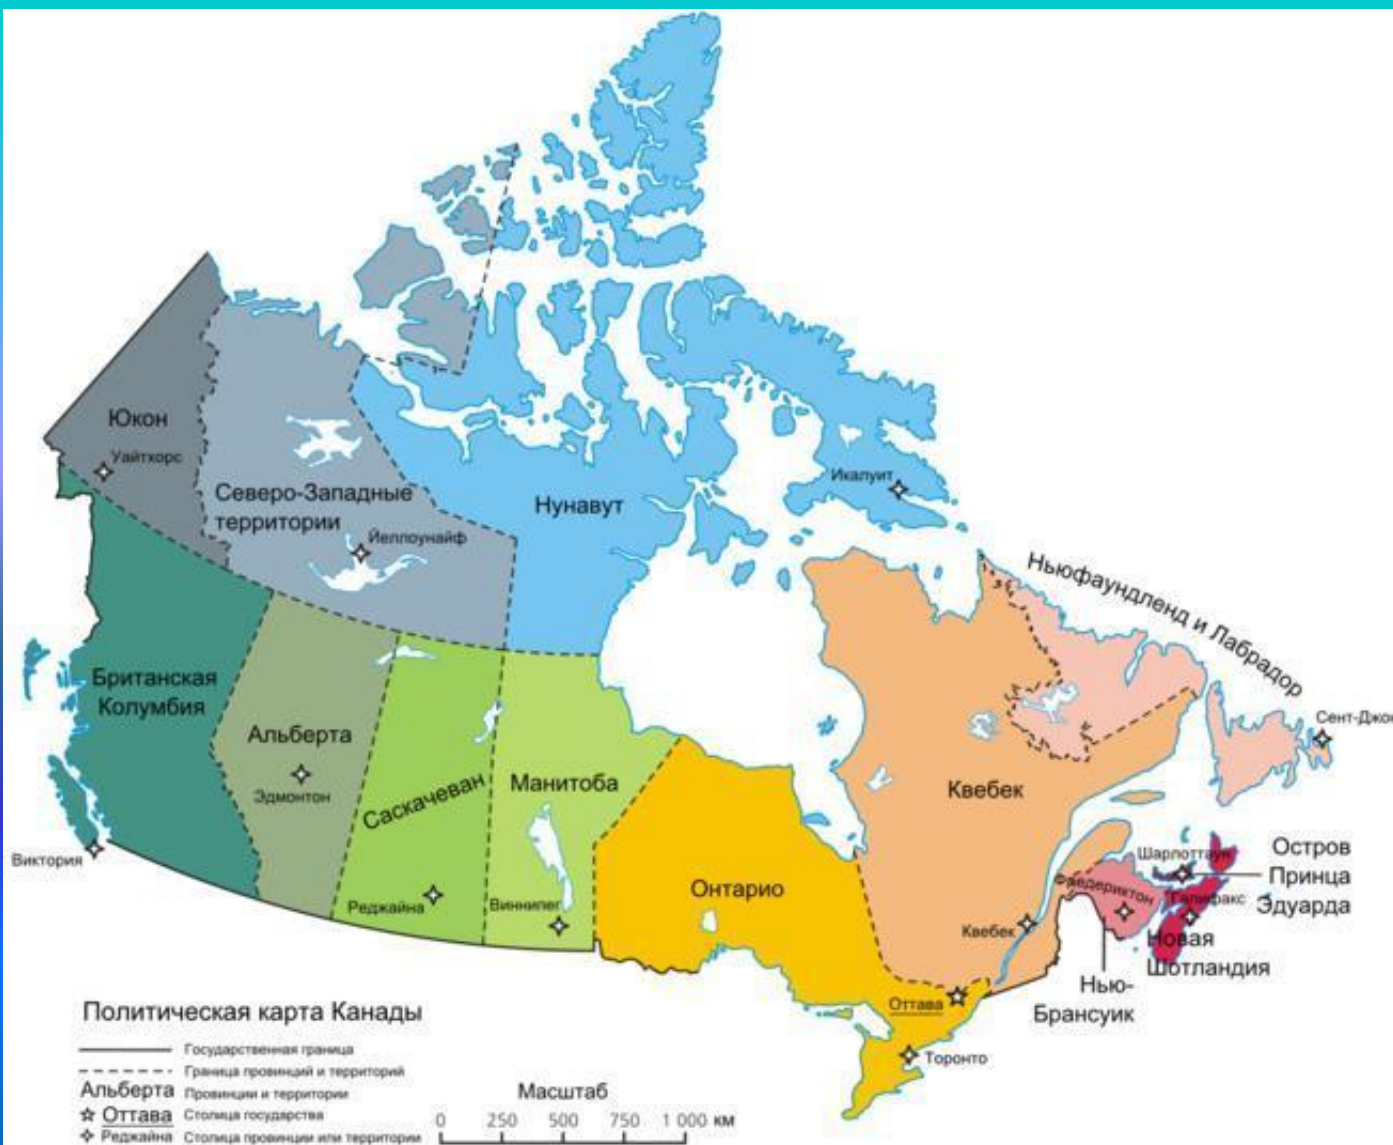 Юкон
Уайтхорс
Северо-Западные
территории
Йеллоунайф
Нунавут
Икалуит
Ньюфаундленд и Лабрадор
Сент-Джон
Британская
Колумбия
Альберта
Эдмонтон
Саскачеван
Манитоба
Квебек
Виктория
Реджайна
Виннипег
Онтарио
Квебек
Шарлоттаун
Фредериктон
Галифакс
Остров
Принца
Эдуарда
Новая
Шотландия
Нью-
Брансуик
Оттава
Торонто
Политическая карта Канады
Государственная граница
Граница провинций и территорий
Альберта Провинции и территории
Оттава Столица государства
Реджайна Столица провинции или территории
Масштаб
0 250 500 750 1 000 км